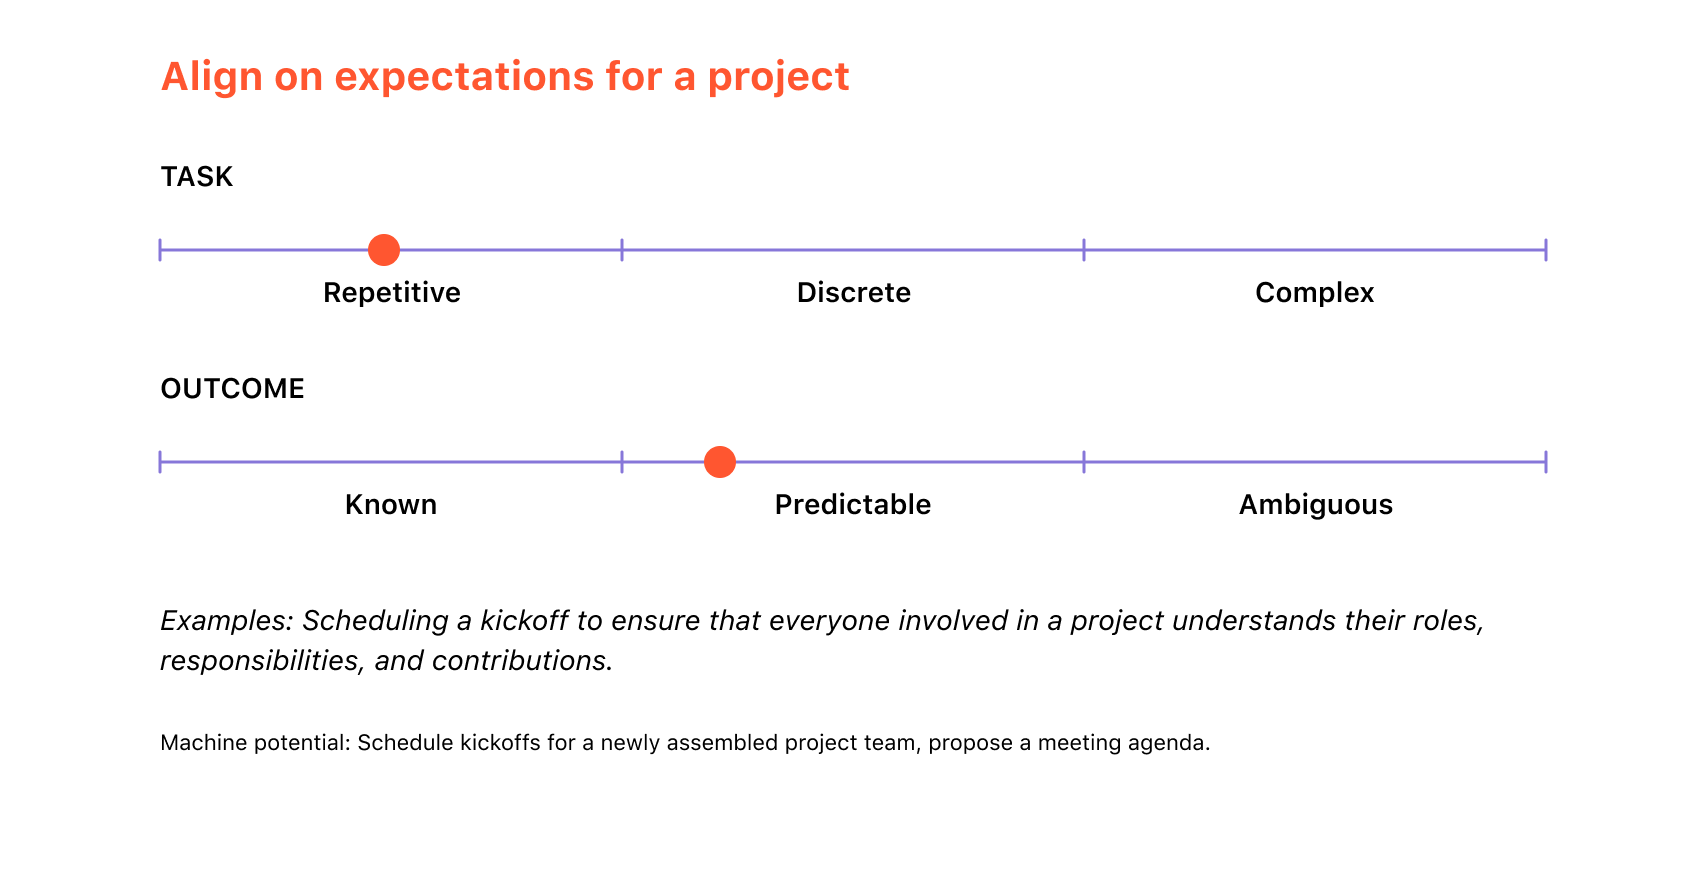 Align on expectations for a project
TASK
Repetitive
Discrete
Complex
OUTCOME
Known
Predictable
Ambiguous
Examples: Scheduling a kickoff to ensure that everyone involved in a project understands their roles,
responsibilities, and contributions.
Machine potential: Schedule kickoffs for a newly assembled project team, propose a meeting agenda.